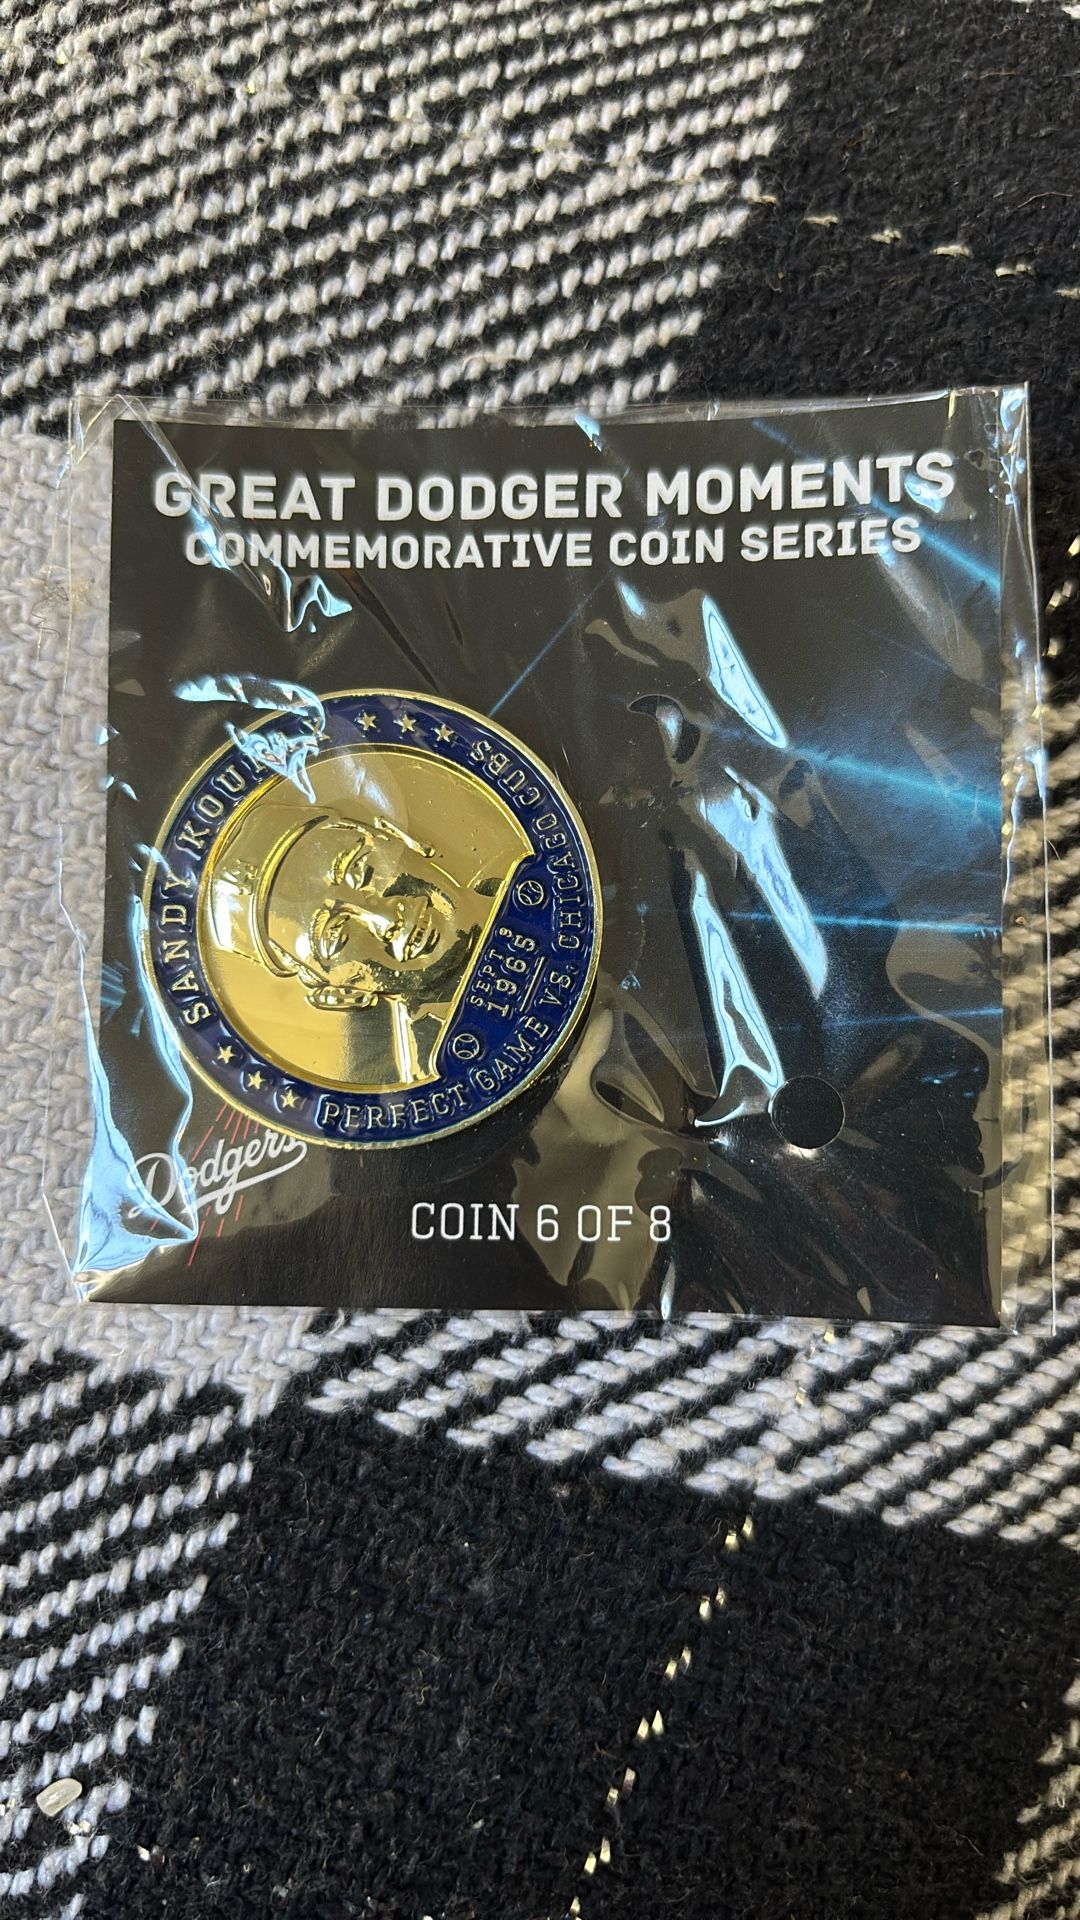 GREAT DODGER MOMENTS
COMMEMORATIVE COIN SERIES
SANDY
CHICAGO CUBS
SEPT 9
1965
PERFECT GAME VS.
Dodgers
COIN 6 OF 8